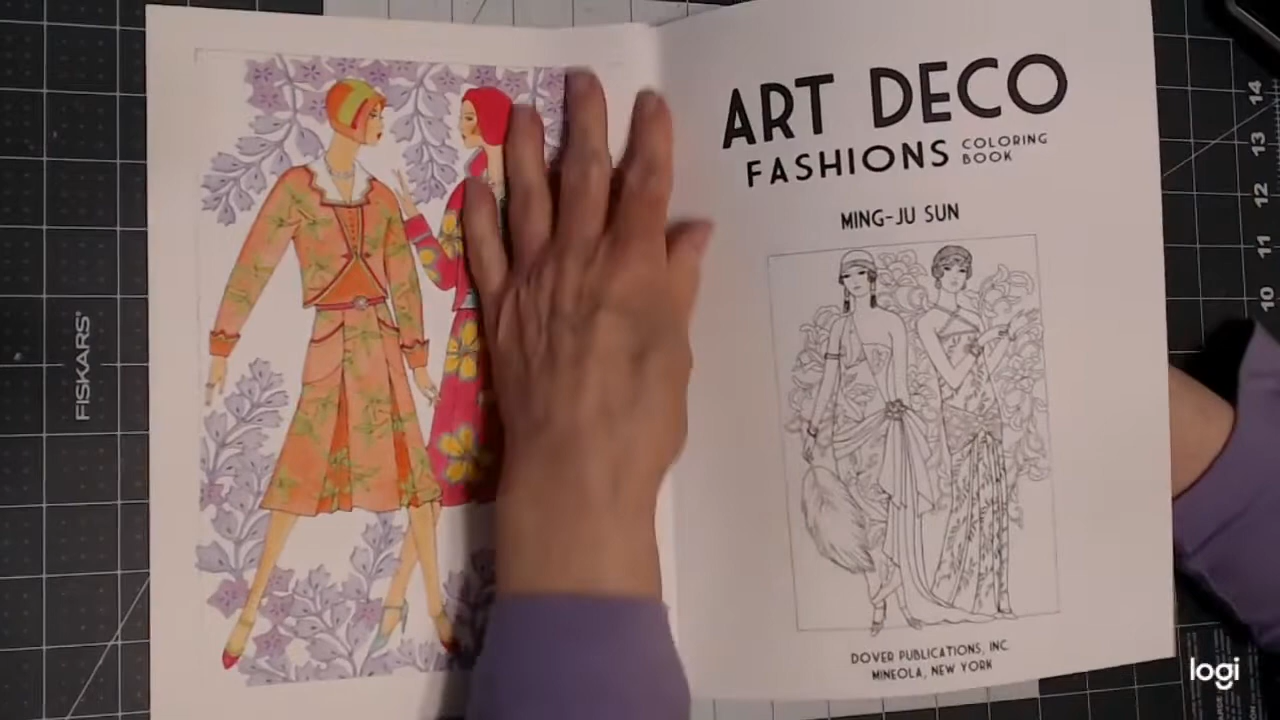 ART DECO
FASHIONS COLORING
BOOK
MING-JU SUN
DOVER PUBLICATIONS, INC.
MINEOLA, NEW YORK
FISKARS
14
13
12
11
10
logi